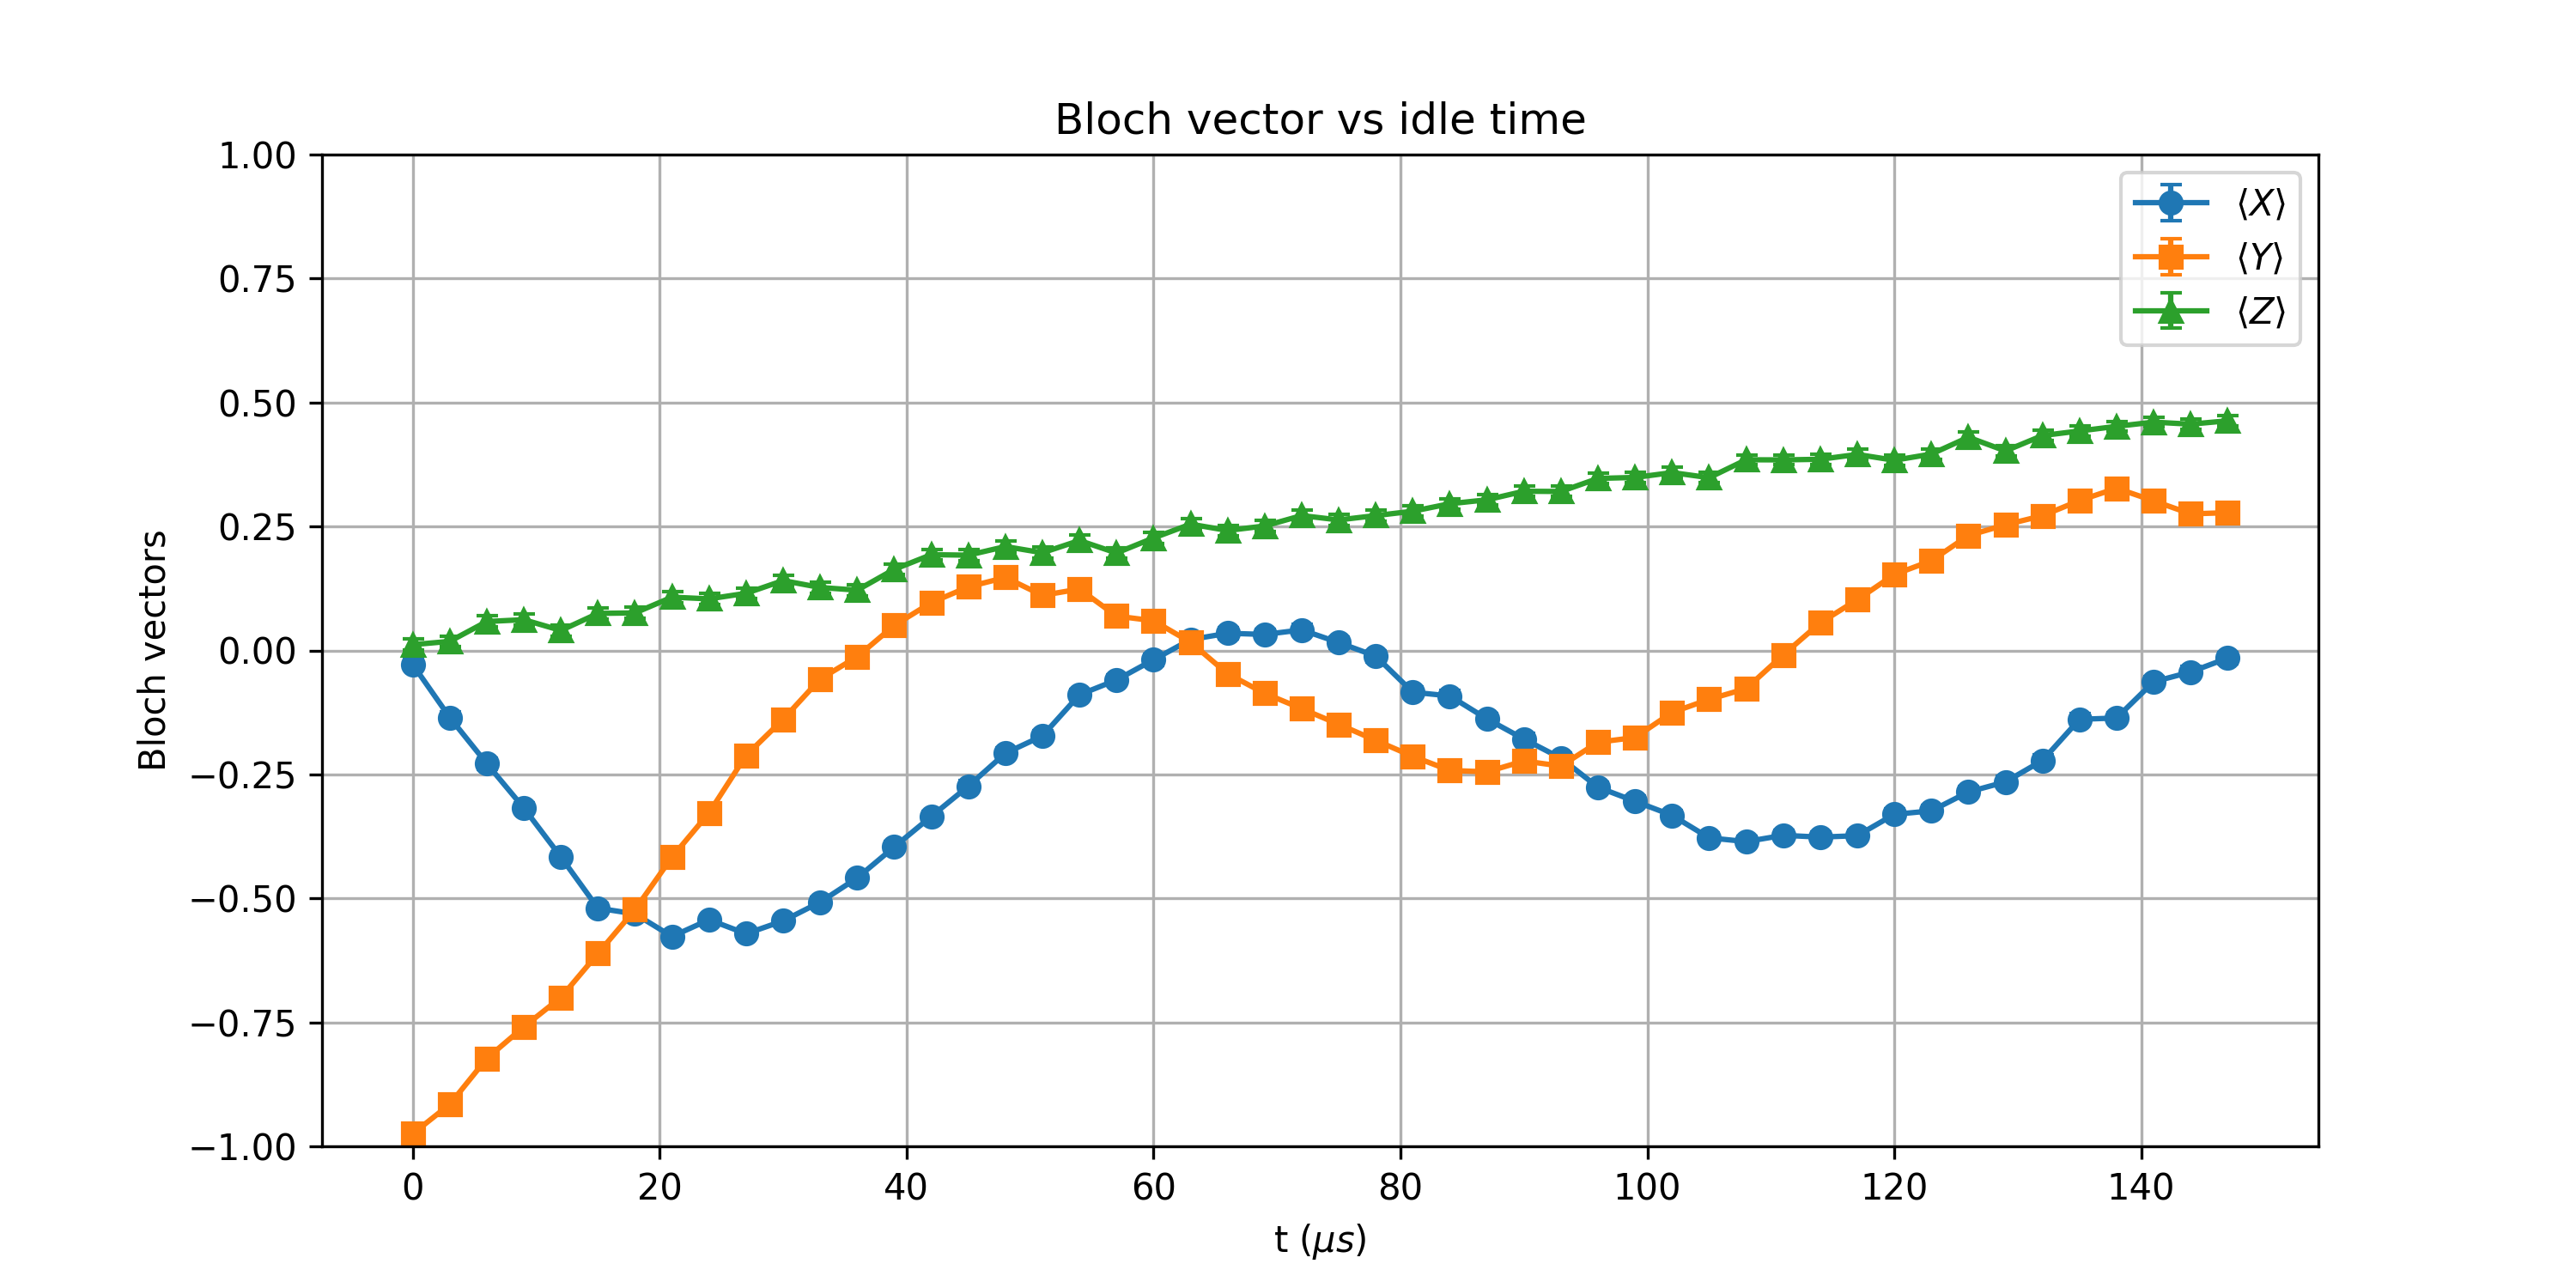 Bloch vector vs idle time
1.00
0.75
0.50
0.25
0.00
−0.25
−0.50
−0.75
−1.00
Bloch vectors
⟨X⟩
⟨Y⟩
⟨Z⟩
0 20 40 60 80 100 120 140
t (μs)